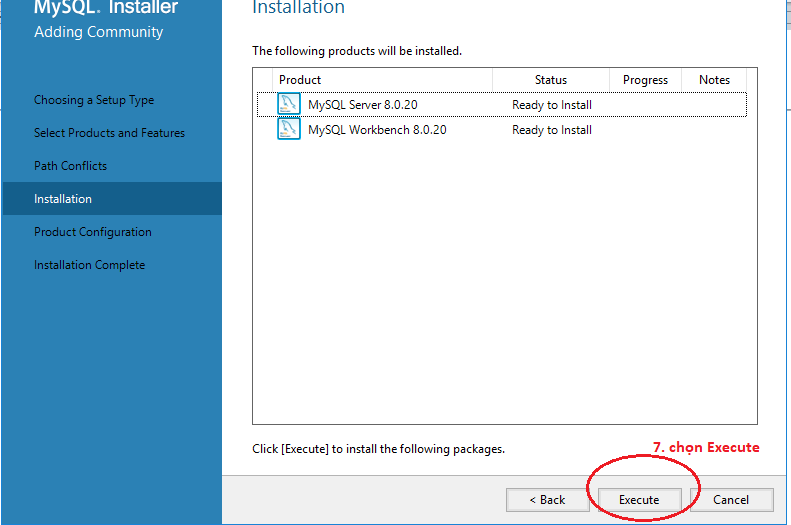 MySQL. Installer
Adding Community
Choosing a Setup Type
Select Products and Features
Path Conflicts
Installation
Product Configuration
Installation Complete
Installation
The following products will be installed.
Product Status Progress Notes
MySQL Server 8.0.20 Ready to Install
MySQL Workbench 8.0.20 Ready to Install
Click [Execute] to install the following packages.
7. chọn Execute
< Back Execute Cancel